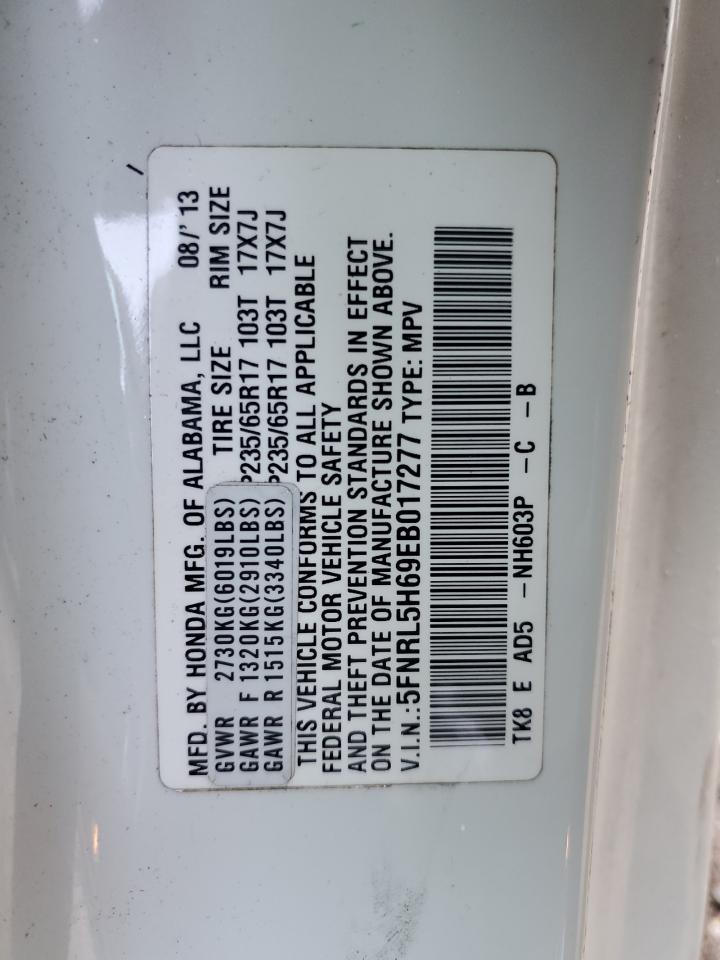 MFD. BY HONDA MFG. OF ALABAMA, LLC 08/'13
GVWR 2730KG(6019LBS) TIRE SIZE RIM SIZE
GAWR F 1320KG(2910LBS) P235/65R17 103T 17X7J
GAWR R 1515KG(3340LBS) P235/65R17 103T 17X7J
THIS VEHICLE CONFORMS TO ALL APPLICABLE
FEDERAL MOTOR VEHICLE SAFETY
AND THEFT PREVENTION STANDARDS IN EFFECT
ON THE DATE OF MANUFACTURE SHOWN ABOVE.
V.I.N.:5FNRL5H69EB017277 TYPE: MPV
TK8 E AD5 -NH603P -C -B